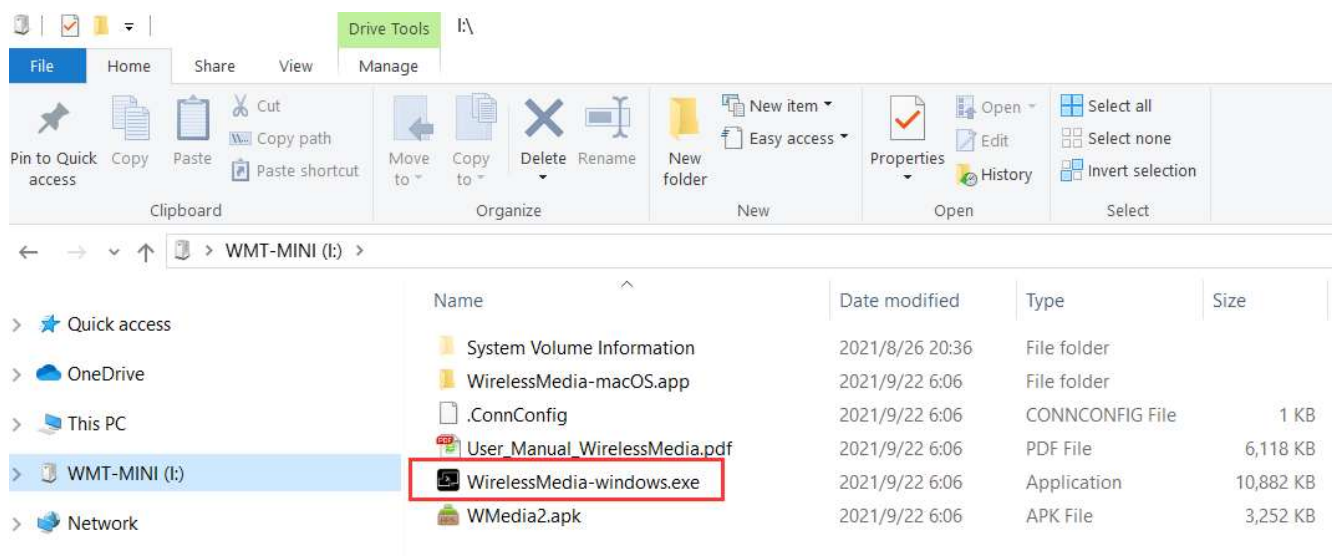 Drive Tools I:\
File Home Share View Manage
Pin to Quick access
Copy
Paste
Cut
Copy path
Paste shortcut
Clipboard
Move to
Copy to
Delete
Rename
Organize
New folder
New item
Easy access
New
Properties
Open
Edit
History
Open
Select all
Select none
Invert selection
Select
WMT-MINI (I:)
Quick access
OneDrive
This PC
WMT-MINI (I:)
Network
Name Date modified Type Size
System Volume Information 2021/8/26 20:36 File folder
WirelessMedia-macOS.app 2021/9/22 6:06 File folder
.ConnConfig 2021/9/22 6:06 CONNCONFIG File 1 KB
User_Manual_WirelessMedia.pdf 2021/9/22 6:06 PDF File 6,118 KB
WirelessMedia-windows.exe 2021/9/22 6:06 Application 10,882 KB
WMedia2.apk 2021/9/22 6:06 APK File 3,252 KB